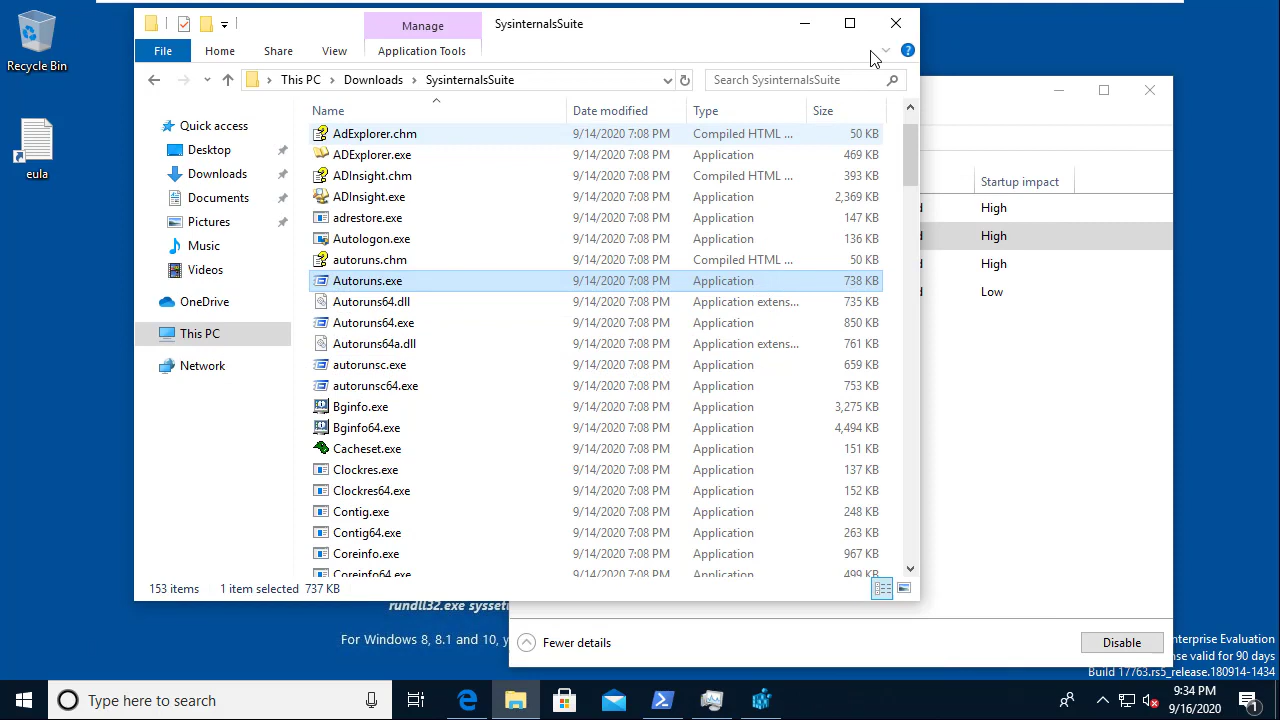 Recycle Bin
eula
Manage
SysinternalsSuite
File
Home
Share
View
Application Tools
This PC
Downloads
SysinternalsSuite
Search SysinternalsSuite
Quick access
Desktop
Downloads
Documents
Pictures
Music
Videos
OneDrive
This PC
Network
Name Date modified Type Size
AdExplorer.chm 9/14/2020 7:08 PM Compiled HTML ... 50 KB
ADExplorer.exe 9/14/2020 7:08 PM Application 469 KB
ADInsight.chm 9/14/2020 7:08 PM Compiled HTML ... 393 KB
ADInsight.exe 9/14/2020 7:08 PM Application 2,369 KB
adrestore.exe 9/14/2020 7:08 PM Application 147 KB
Autologon.exe 9/14/2020 7:08 PM Application 136 KB
autoruns.chm 9/14/2020 7:08 PM Compiled HTML ... 50 KB
Autoruns.exe 9/14/2020 7:08 PM Application 738 KB
Autoruns64.dll 9/14/2020 7:08 PM Application extens... 735 KB
Autoruns64.exe 9/14/2020 7:08 PM Application 850 KB
Autoruns64a.dll 9/14/2020 7:08 PM Application extens... 761 KB
autorunsc.exe 9/14/2020 7:08 PM Application 659 KB
autorunsc64.exe 9/14/2020 7:08 PM Application 753 KB
Bginfo.exe 9/14/2020 7:08 PM Application 3,275 KB
Bginfo64.exe 9/14/2020 7:08 PM Application 4,494 KB
Cacheset.exe 9/14/2020 7:08 PM Application 151 KB
Clockres.exe 9/14/2020 7:08 PM Application 137 KB
Clockres64.exe 9/14/2020 7:08 PM Application 152 KB
Contig.exe 9/14/2020 7:08 PM Application 248 KB
Contig64.exe 9/14/2020 7:08 PM Application 263 KB
Coreinfo.exe 9/14/2020 7:08 PM Application 967 KB
Coreinfo64.exe 9/14/2020 7:08 PM Application 499 KB
153 items 1 item selected 737 KB
Startup impact
High
High
High
Low
Fewer details
Disable
rundll32.exe sysset
For Windows 8, 8.1 and 10, y
nterprise Evaluation
nse valid for 90 days
Build 17763.rs5_release.180914-1434
Type here to search
9:34 PM
9/16/2020
1